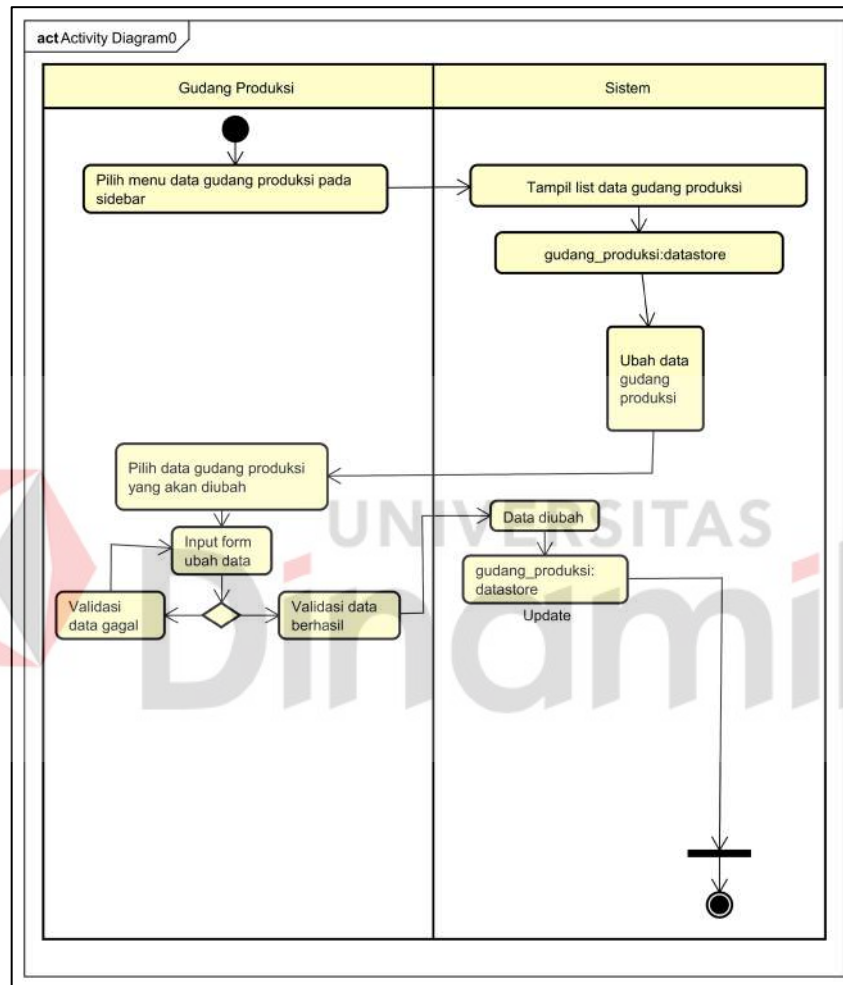 act Activity Diagram0
Gudang Produksi
Sistem
Pilih menu data gudang produksi pada
sidebar
Tampil list data gudang produksi
gudang_produksi:datastore
Ubah data
gudang
produksi
Pilih data gudang produksi
yang akan diubah
Input form
ubah data
Validasi
data gagal
Validasi data
berhasil
Data diubah
gudang_produksi:
datastore
Update
UNIVERSITAS
Dinami